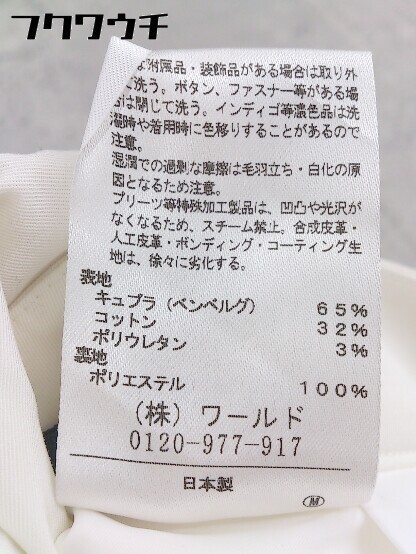 フクワウチ
な附属品・装飾品がある場合は取り外
て洗う。ボタン、ファスナー等がある場
合は閉じて洗う。インディゴ等濃色品は洗
濯時や着用時に色移りすることがあるので
注意。
湿潤での過剰な摩擦は毛羽立ち・白化の原
因となるため注意。
プリーツ等特殊加工製品は、凹凸や光沢が
なくなるため、スチーム禁止。合成皮革・
人工皮革・ボンディング・コーティング生
地は、徐々に劣化する。
表地
キュプラ（ベンベルグ） 65%
コットン 32%
ポリウレタン 3%
裏地
ポリエステル 100%
（株）ワールド
0120-977-917
日本製
M